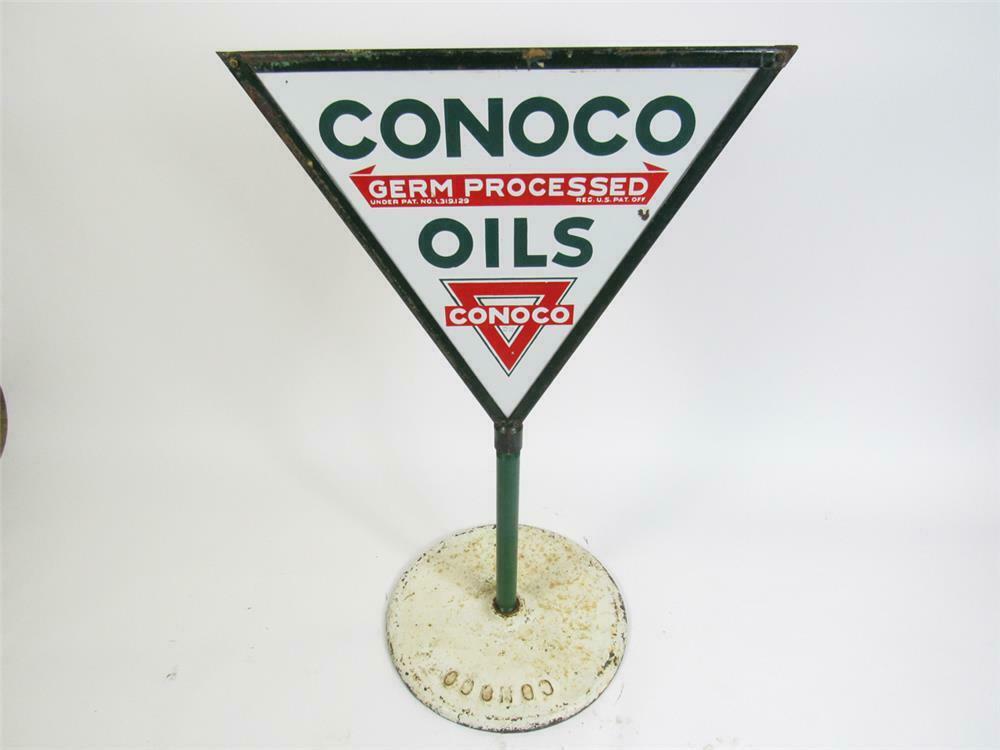 CONOCO
GERM PROCESSED
UNDER PAT. NO. 1,319,129 REG. U.S. PAT. OFF
OILS
CONOCO
CONOCO